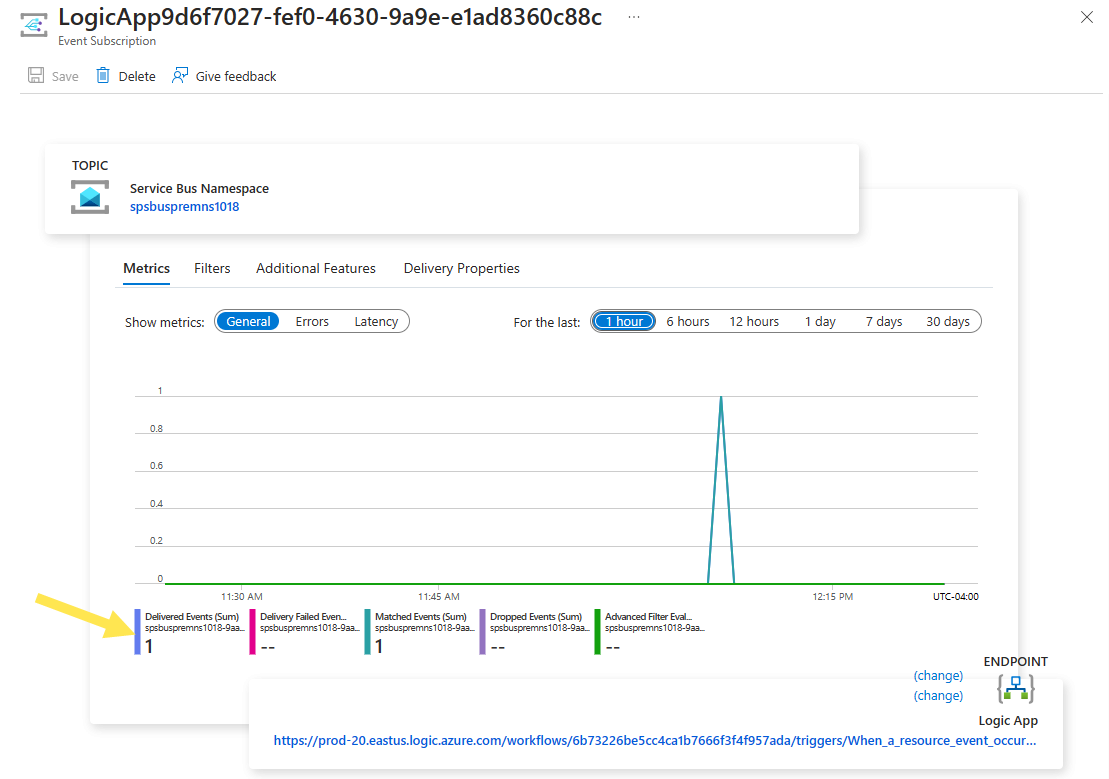 LogicApp9d6f7027-fef0-4630-9a9e-e1ad8360c88c ...
Event Subscription
Save Delete Give feedback
TOPIC
Service Bus Namespace
spsbuspremns1018
Metrics Filters Additional Features Delivery Properties
Show metrics: General Errors Latency For the last: 1 hour 6 hours 12 hours 1 day 7 days 30 days
1
0.8
0.6
0.4
0.2
0
11:30 AM 11:45 AM 12:15 PM UTC-04:00
Delivered Events (Sum) Delivery Failed Even... Matched Events (Sum) Dropped Events (Sum) Advanced Filter Eval...
spsbuspremns1018-9aa... spsbuspremns1018-9aa... spsbuspremns1018-9aa... spsbuspremns1018-9aa... spsbuspremns1018-9aa...
1 -- 1 -- --
ENDPOINT
(change)
(change)
Logic App
https://prod-20.eastus.logic.azure.com/workflows/6b73226be5cc4ca1b7666f3f4f957ada/triggers/When_a_resource_event_occur...